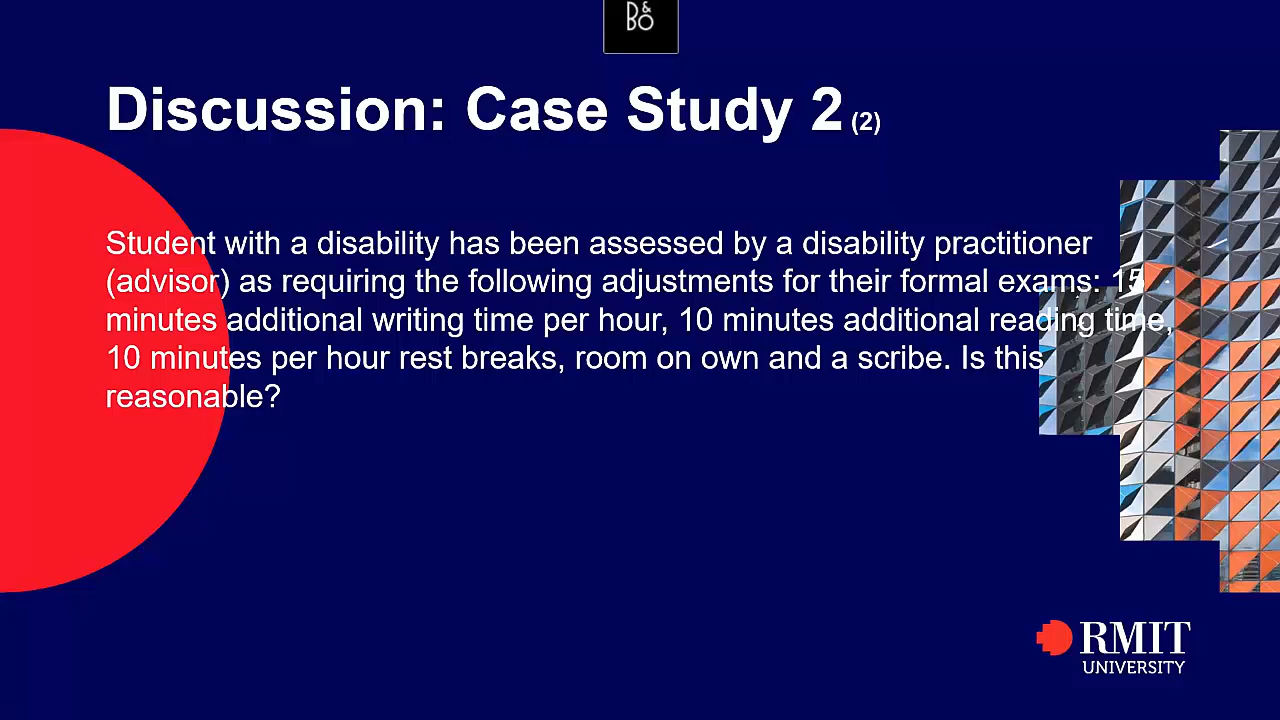 D&BO
Discussion: Case Study 2 (2)
Student with a disability has been assessed by a disability practitioner
(advisor) as requiring the following adjustments for their formal exams: 15
minutes additional writing time per hour, 10 minutes additional reading time,
10 minutes per hour rest breaks, room on own and a scribe. Is this
reasonable?
RMIT
UNIVERSITY